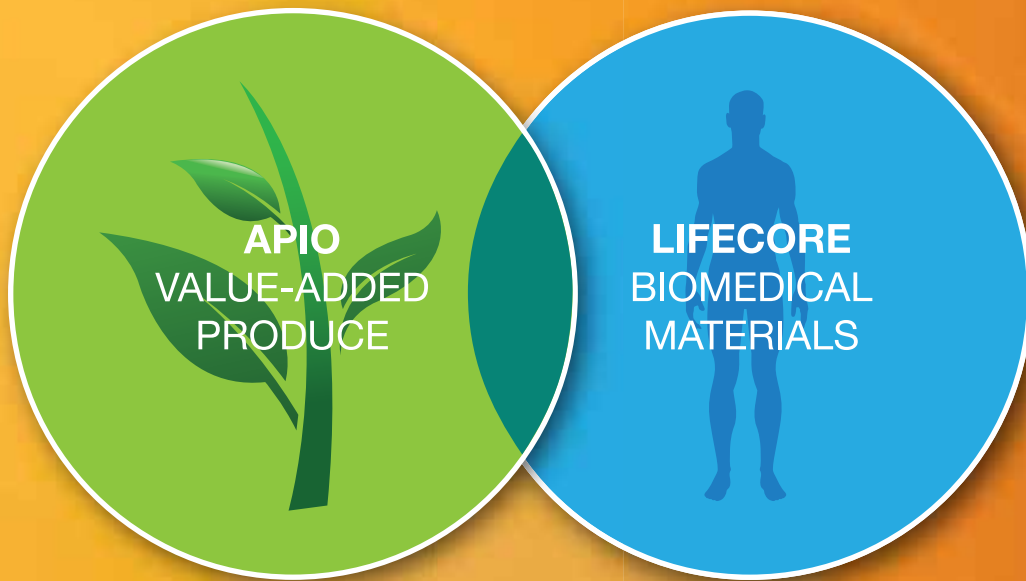 APIO
VALUE-ADDED
PRODUCE
LIFECORE
BIOMEDICAL
MATERIALS